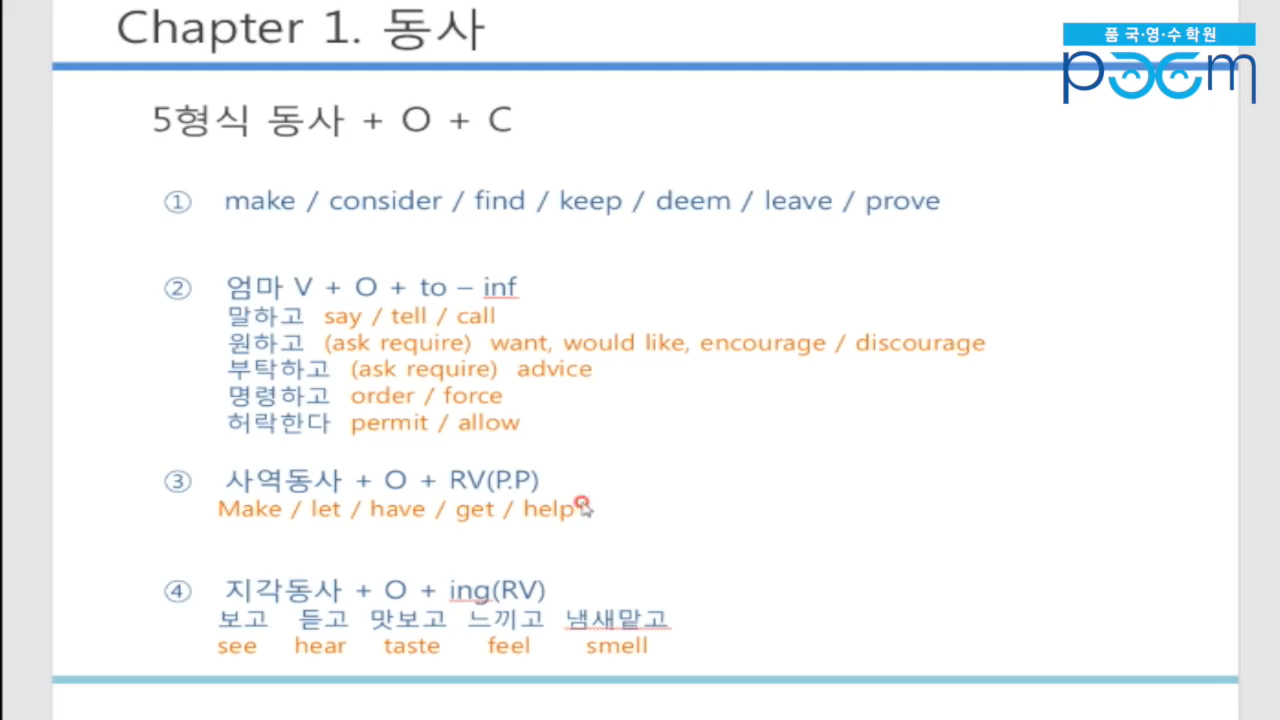 Chapter 1. 동사
품 국·영·수 학원
poem
5형식 동사 + O + C
① make / consider / find / keep / deem / leave / prove
② 엄마 V + O + to – inf
말하고 say / tell / call
원하고 (ask require) want, would like, encourage / discourage
부탁하고 (ask require) advice
명령하고 order / force
허락한다 permit / allow
③ 사역동사 + O + RV(P.P)
Make / let / have / get / help
④ 지각동사 + O + ing(RV)
보고 듣고 맛보고 느끼고 냄새맡고
see hear taste feel smell